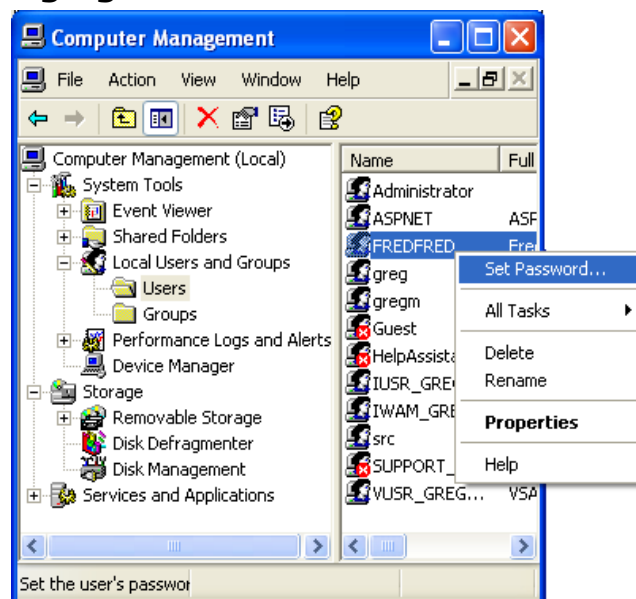 Computer Management
File Action View Window Help
Computer Management (Local)
System Tools
Event Viewer
Shared Folders
Local Users and Groups
Users
Groups
Performance Logs and Alerts
Device Manager
Storage
Removable Storage
Disk Defragmenter
Disk Management
Services and Applications
Name Full
Administrator
ASPNET ASF
FREDFRED Fred
greg
gregm
Guest
HelpAssista
IUSR_GRE
IWAM_GRE
src
SUPPORT_
VUSR_GREG... VSA
Set Password...
All Tasks
Delete
Rename
Properties
Help
Set the user's passwor